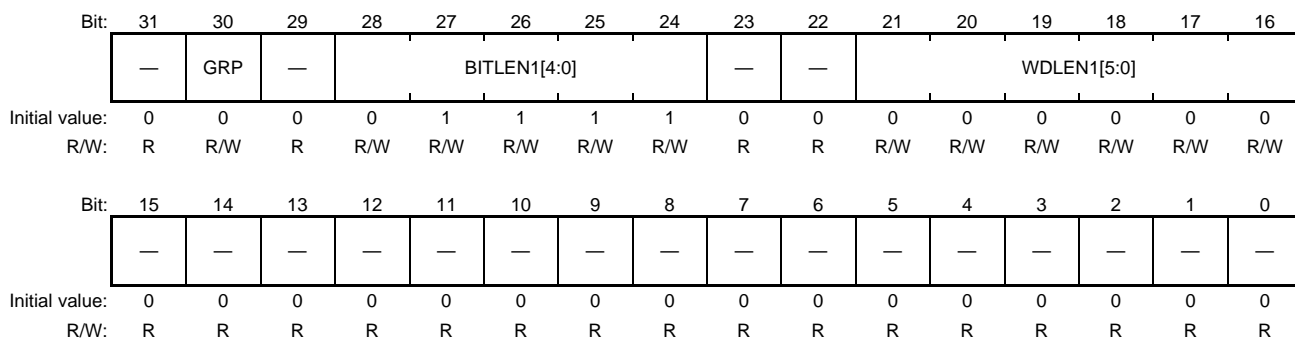 Bit: 31 30 29 28 27 26 25 24 23 22 21 20 19 18 17 16
— GRP — BITLEN1[4:0] — — WDLEN1[5:0]
Initial value: 0 0 0 0 1 1 1 1 0 0 0 0 0 0 0 0
R/W: R R/W R R/W R/W R/W R/W R/W R R R/W R/W R/W R/W R/W R/W
Bit: 15 14 13 12 11 10 9 8 7 6 5 4 3 2 1 0
— — — — — — — — — — — — — — — —
Initial value: 0 0 0 0 0 0 0 0 0 0 0 0 0 0 0 0
R/W: R R R R R R R R R R R R R R R R